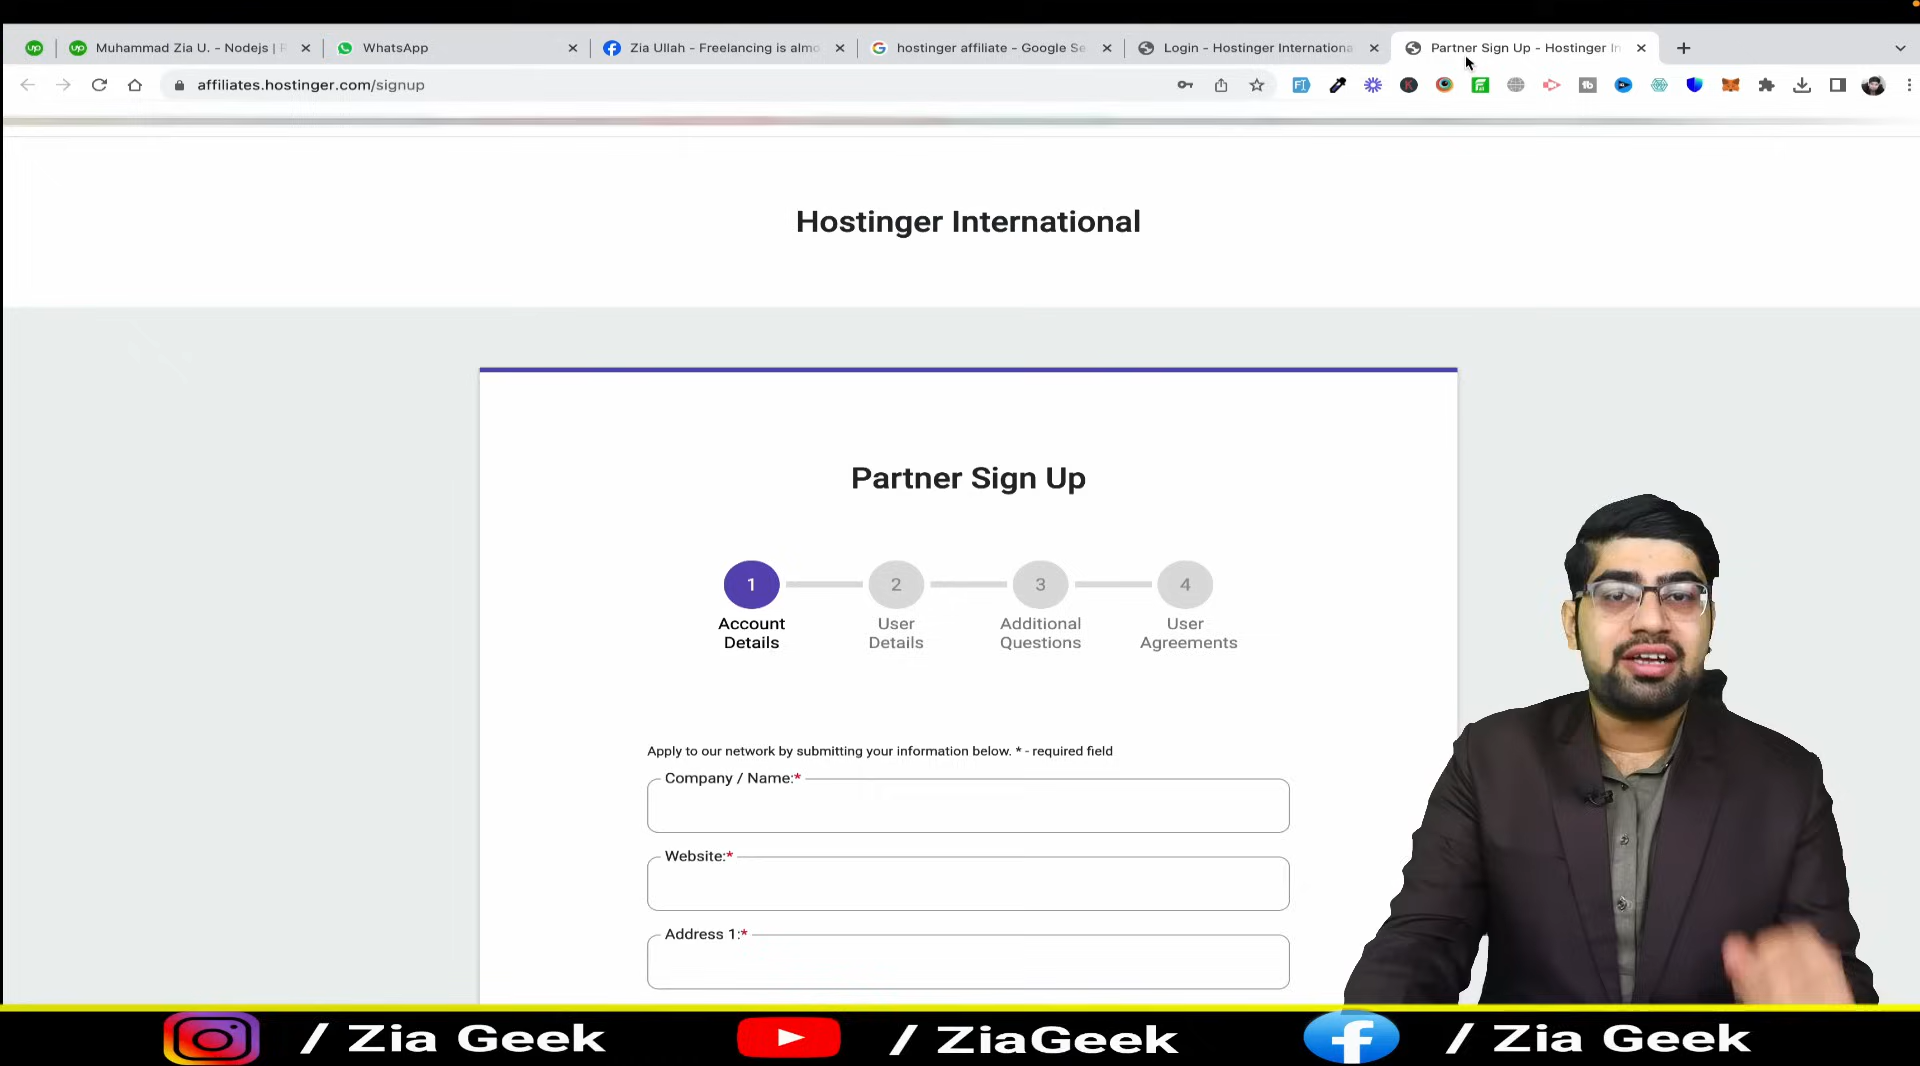 up
up Muhammad Zia U. - Nodejs |
WhatsApp
Zia Ullah - Freelancing is almo
hostinger affiliate - Google Se
Login - Hostinger Internationa
Partner Sign Up - Hostinger In
affiliates.hostinger.com/signup
Hostinger International
Partner Sign Up
1
2
3
4
Account
Details
User
Details
Additional
Questions
User
Agreements
Apply to our network by submitting your information below. * - required field
Company / Name:*
Website:*
Address 1:*
/ Zia Geek
/ ZiaGeek
/ Zia Geek